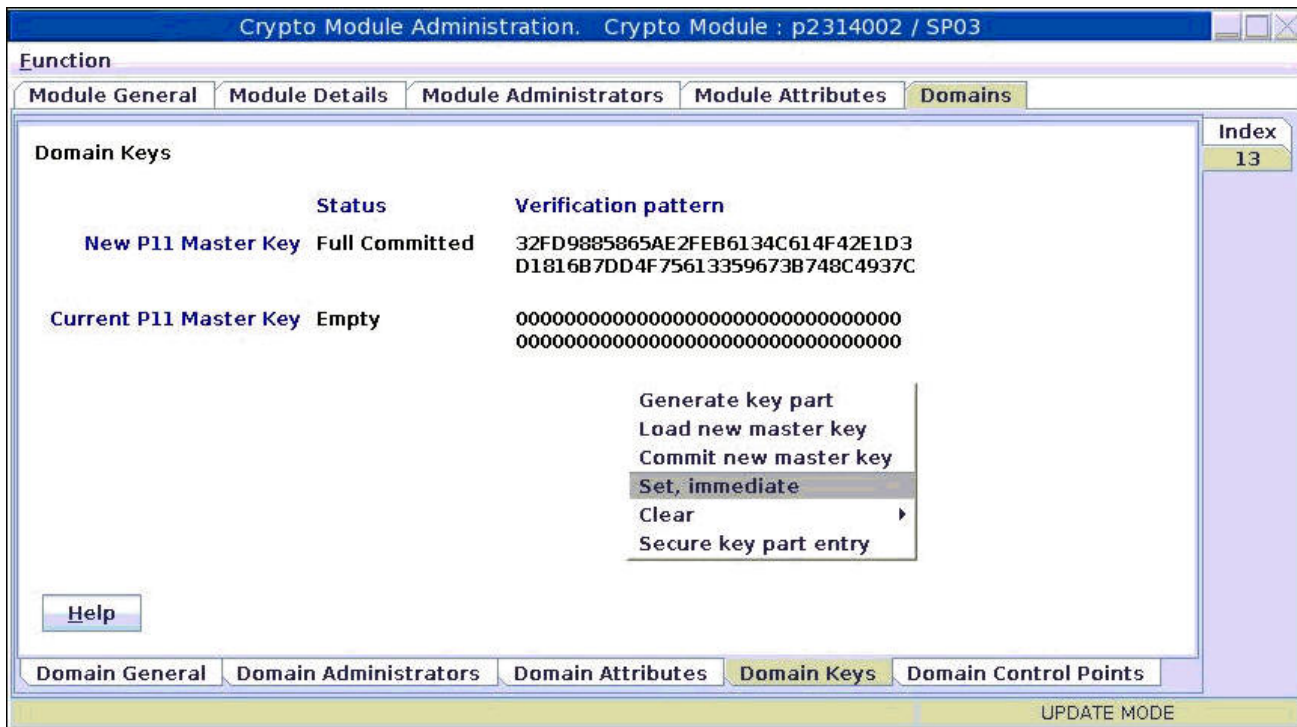 Crypto Module Administration. Crypto Module : p2314002 / SP03
Function
Module General Module Details Module Administrators Module Attributes Domains
Index
13
Domain Keys
Status Verification pattern
New P11 Master Key Full Committed 32FD9885865AE2FEB6134C614F42E1D3
D1816B7DD4F75613359673B748C4937C
Current P11 Master Key Empty 00000000000000000000000000000000
00000000000000000000000000000000
Generate key part
Load new master key
Commit new master key
Set, immediate
Clear
Secure key part entry
Help
Domain General Domain Administrators Domain Attributes Domain Keys Domain Control Points
UPDATE MODE